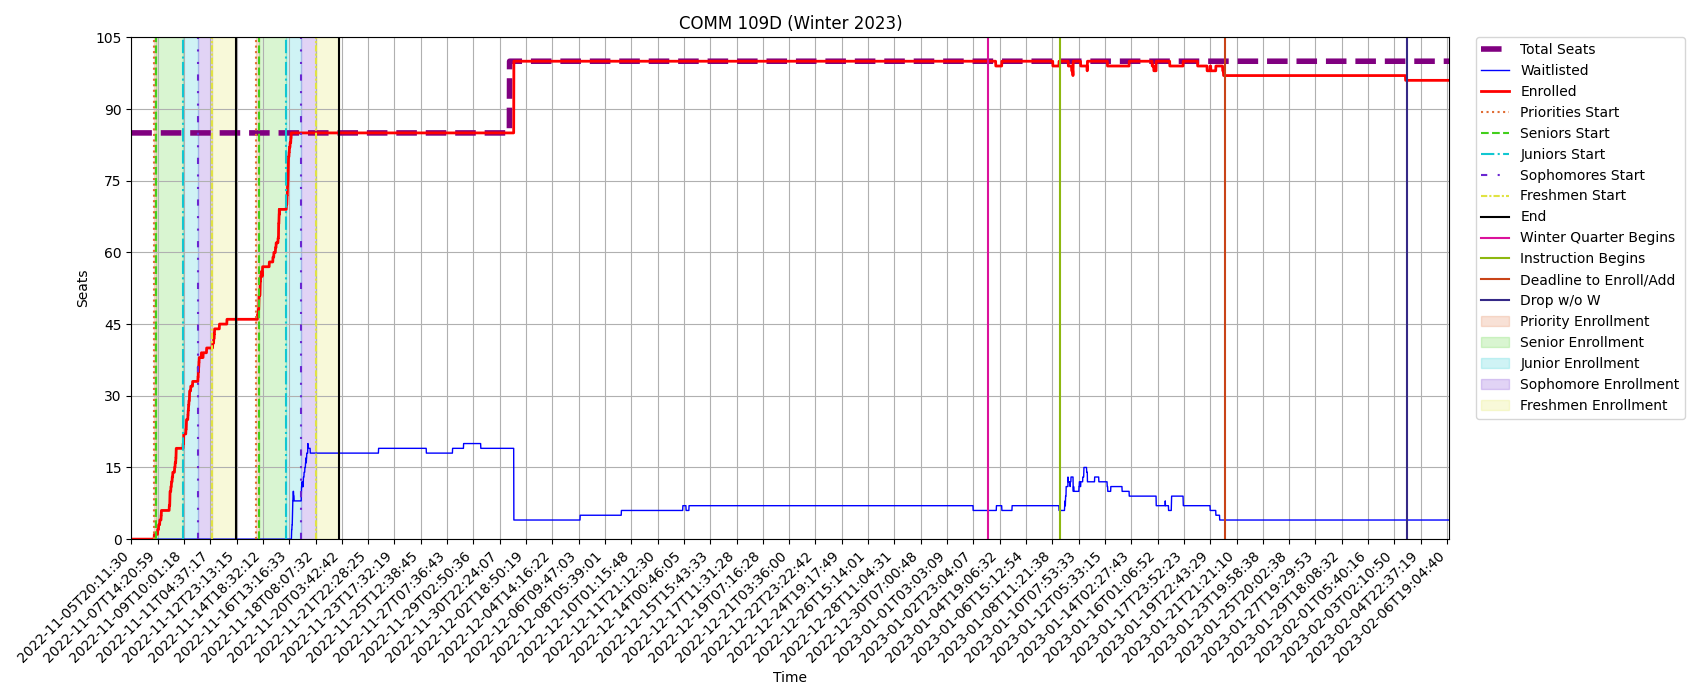 COMM 109D (Winter 2023)
105
90
75
60
45
30
15
0
Seats
2022-11-05T20:11:30
2022-11-07T14:20:59
2022-11-09T10:01:18
2022-11-11T04:37:17
2022-11-12T23:13:15
2022-11-14T18:32:12
2022-11-16T13:16:33
2022-11-18T08:07:32
2022-11-20T03:42:42
2022-11-21T22:28:25
2022-11-23T17:32:19
2022-11-25T12:38:45
2022-11-27T07:36:43
2022-11-29T02:50:36
2022-11-30T22:24:07
2022-12-02T18:50:19
2022-12-04T14:16:22
2022-12-06T09:47:03
2022-12-08T05:39:01
2022-12-10T01:15:48
2022-12-11T21:12:30
2022-12-14T00:46:05
2022-12-15T15:43:33
2022-12-17T11:31:28
2022-12-19T07:16:28
2022-12-21T03:36:00
2022-12-22T23:22:42
2022-12-24T19:17:49
2022-12-26T15:14:01
2022-12-28T11:04:31
2022-12-30T07:00:48
2023-01-01T03:03:09
2023-01-02T23:04:07
2023-01-04T19:06:32
2023-01-06T15:12:54
2023-01-08T11:21:38
2023-01-10T07:53:33
2023-01-12T05:33:15
2023-01-14T02:27:43
2023-01-16T01:06:52
2023-01-17T23:52:23
2023-01-19T22:43:29
2023-01-21T21:21:10
2023-01-23T19:58:38
2023-01-25T20:02:38
2023-01-27T19:29:53
2023-01-29T18:08:32
2023-02-01T05:40:16
2023-02-03T02:10:50
2023-02-04T22:37:19
2023-02-06T19:04:40
Time
Total Seats
Waitlisted
Enrolled
Priorities Start
Seniors Start
Juniors Start
Sophomores Start
Freshmen Start
End
Winter Quarter Begins
Instruction Begins
Deadline to Enroll/Add
Drop w/o W
Priority Enrollment
Senior Enrollment
Junior Enrollment
Sophomore Enrollment
Freshmen Enrollment